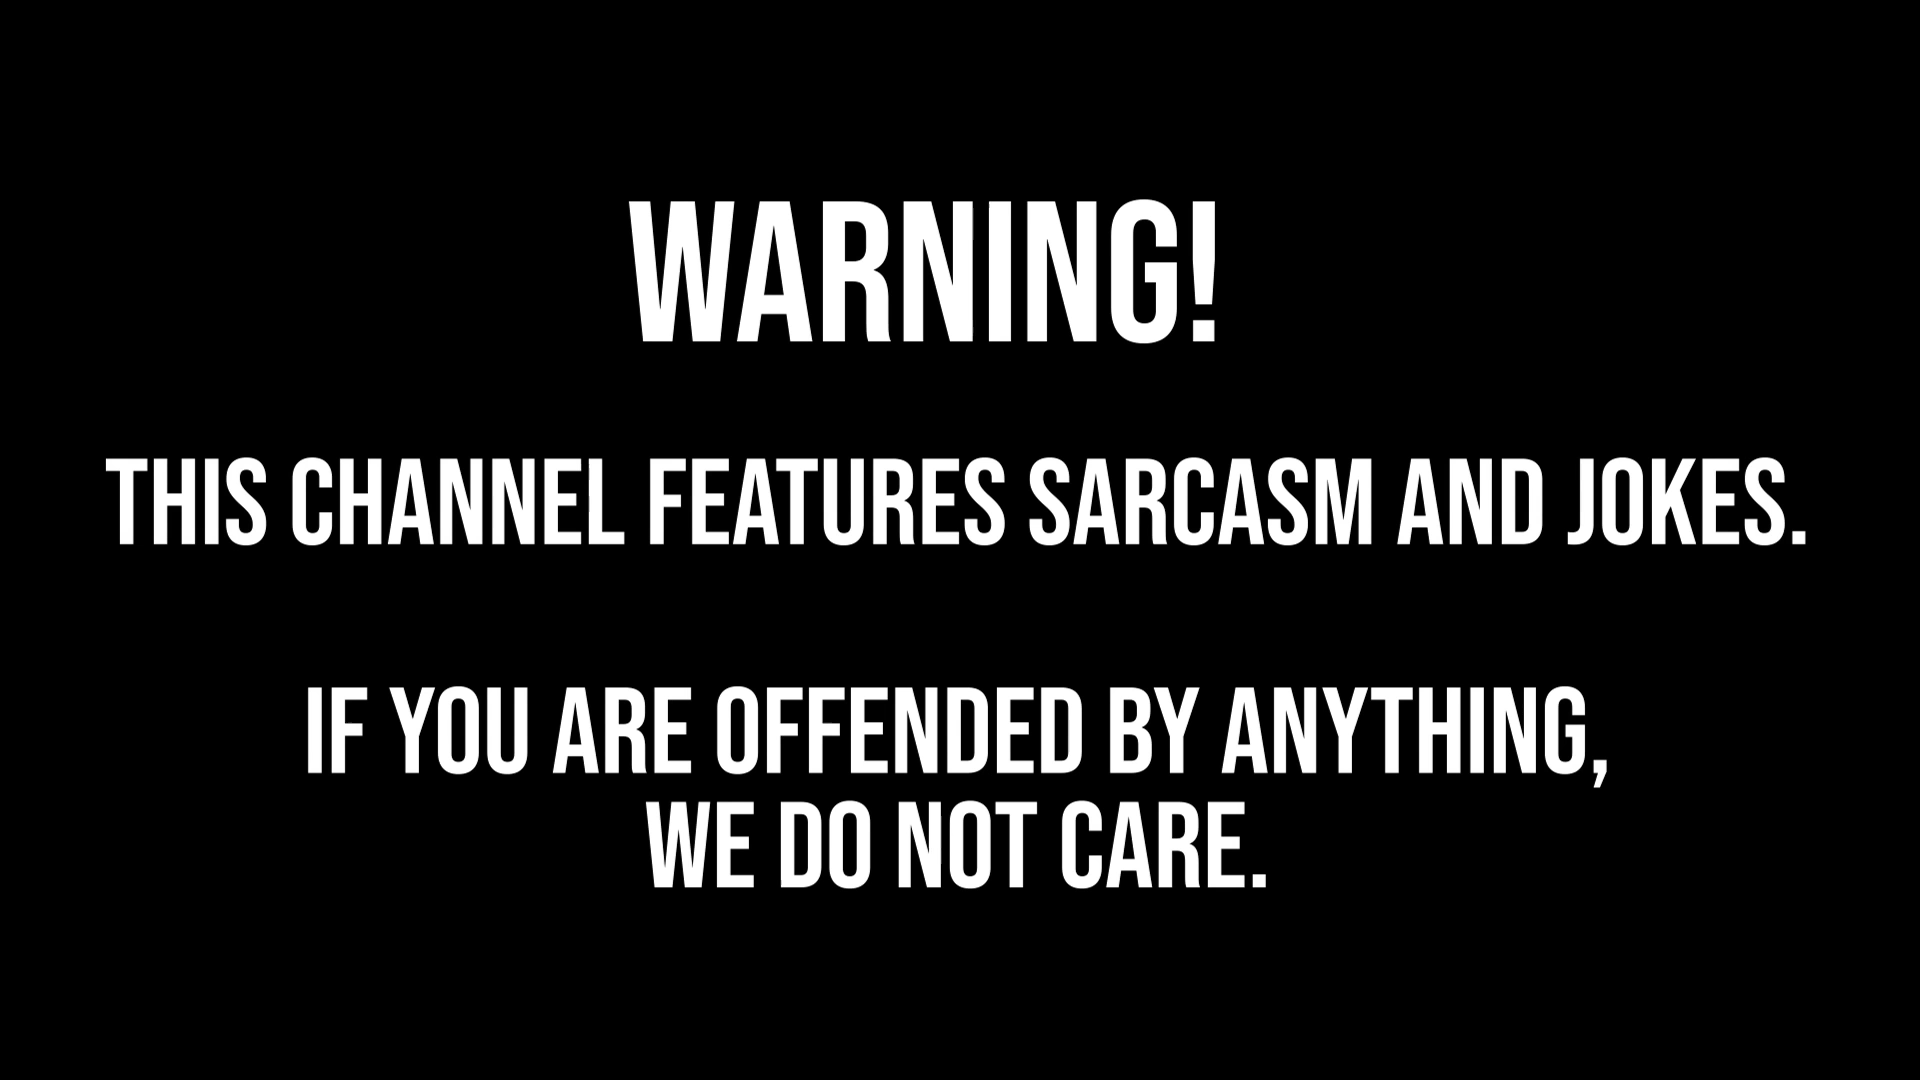 WARNING!
THIS CHANNEL FEATURES SARCASM AND JOKES.
IF YOU ARE OFFENDED BY ANYTHING,
WE DO NOT CARE.